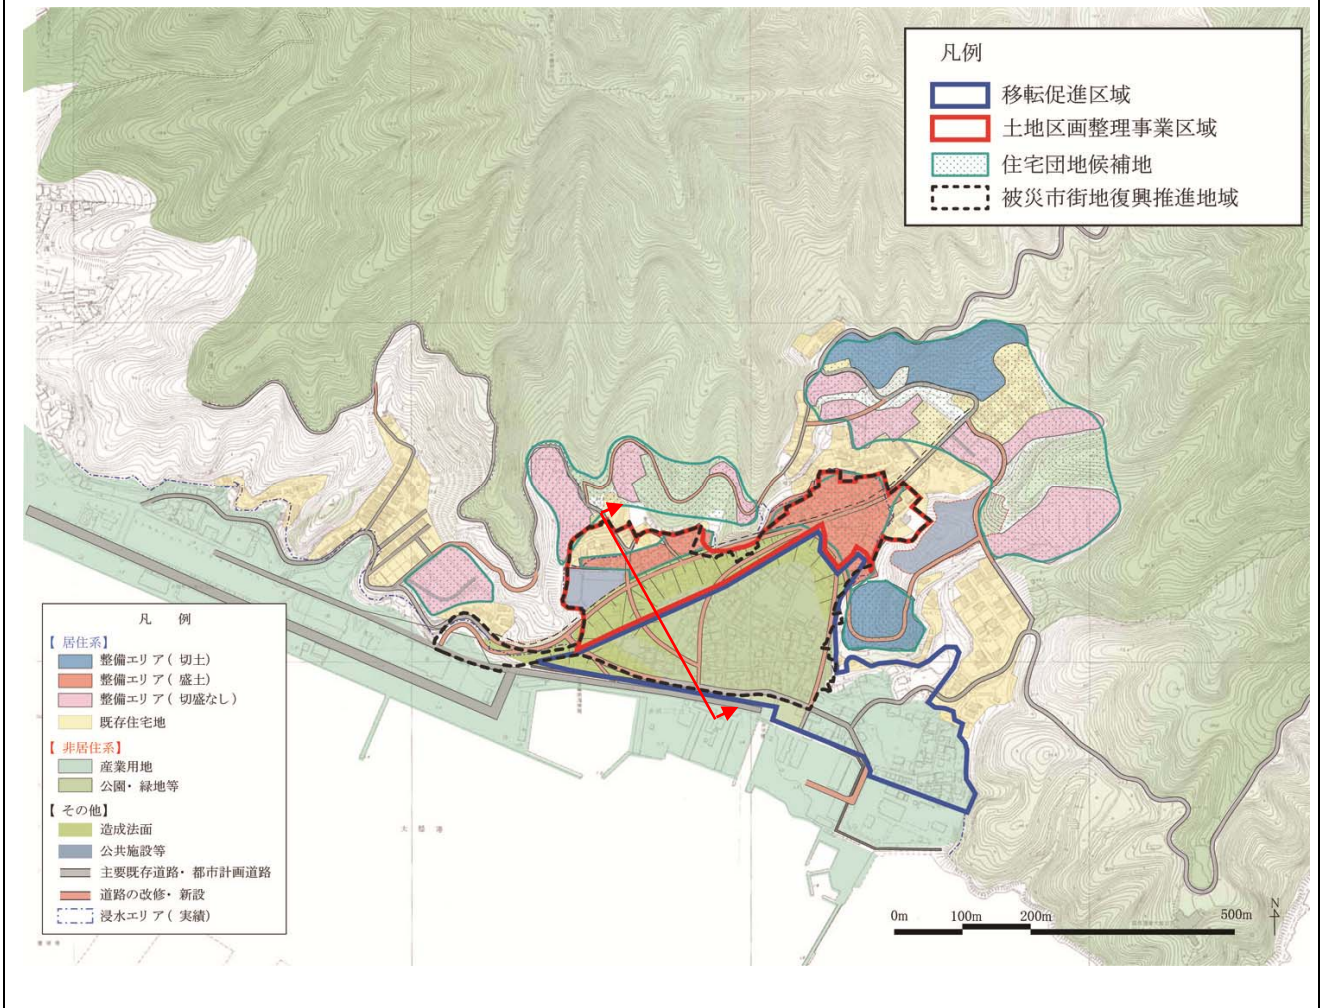 凡例
移転促進区域
土地区画整理事業区域
住宅団地候補地
被災市街地復興推進地域
凡　例
【 居住系】
整備エリア( 切土)
整備エリア( 盛土)
整備エリア( 切盛なし)
既存住宅地
【 非居住系】
産業用地
公園・緑地等
【 その他】
造成法面
公共施設等
主要既存道路・都市計画道路
道路の改修・新設
浸水エリア( 実績)
大槌港
0m 100m 200m 500m
N